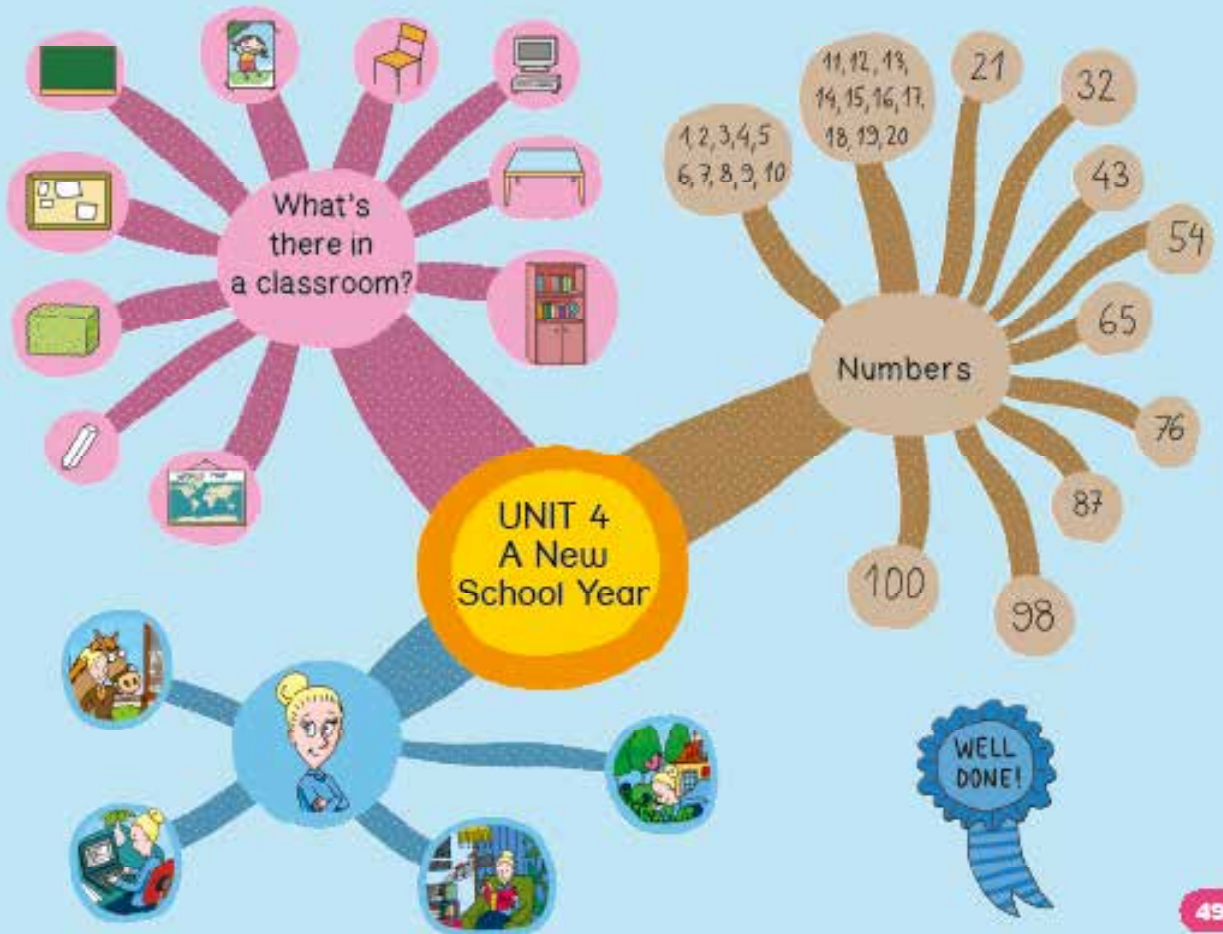 What's
there in
a classroom?
1, 2, 3, 4, 5
6, 7, 8, 9, 10
11, 12, 13,
14, 15, 16, 17,
18, 19, 20
21
32
43
54
65
76
87
98
100
Numbers
UNIT 4
A New
School Year
WELL
DONE!
49